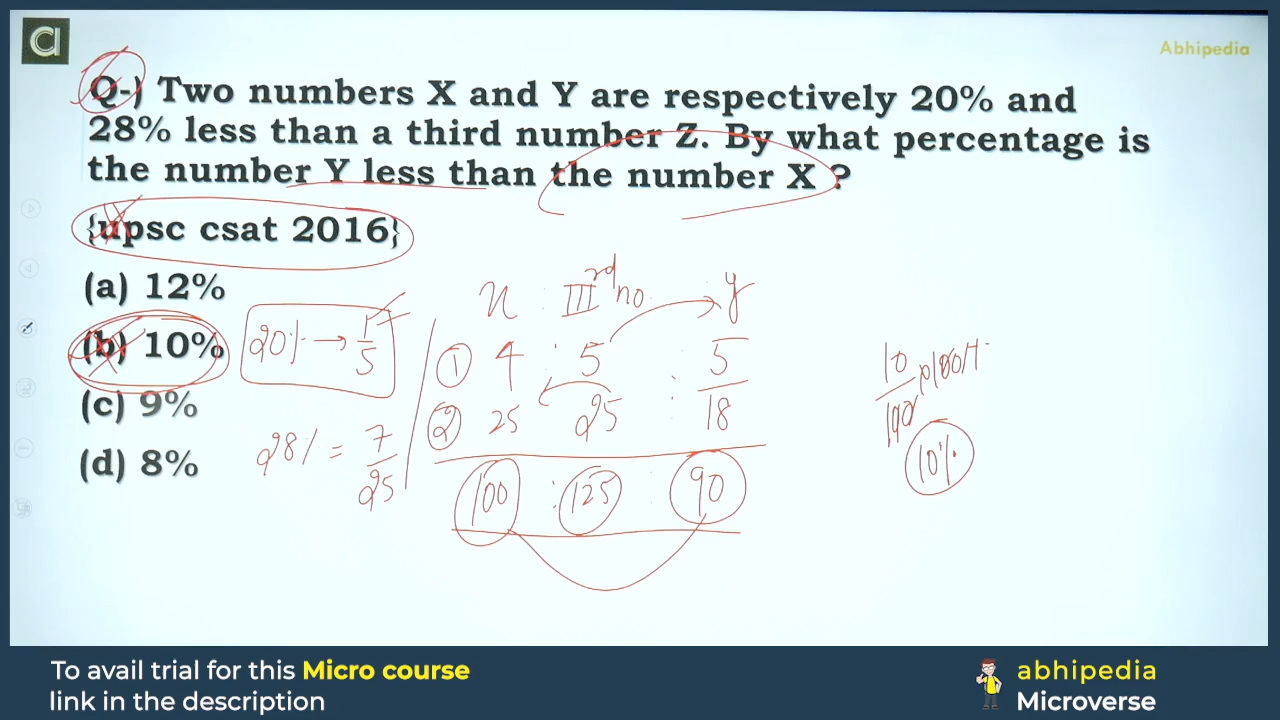 Abhipedia
Q-) Two numbers X and Y are respectively 20% and
28% less than a third number Z. By what percentage is
the number Y less than the number X ?
{upsc csat 2016}
(a) 12%
(b) 10%
(c) 9%
(d) 8%
20% → 1/5
28% = 7/25
x : III rd no : y
① 4 : 5 : 5
② 25 25 : 18
100 : 125 : 90
10/100 × 100%
10%
To avail trial for this Micro course
link in the description
abhipedia
Microverse